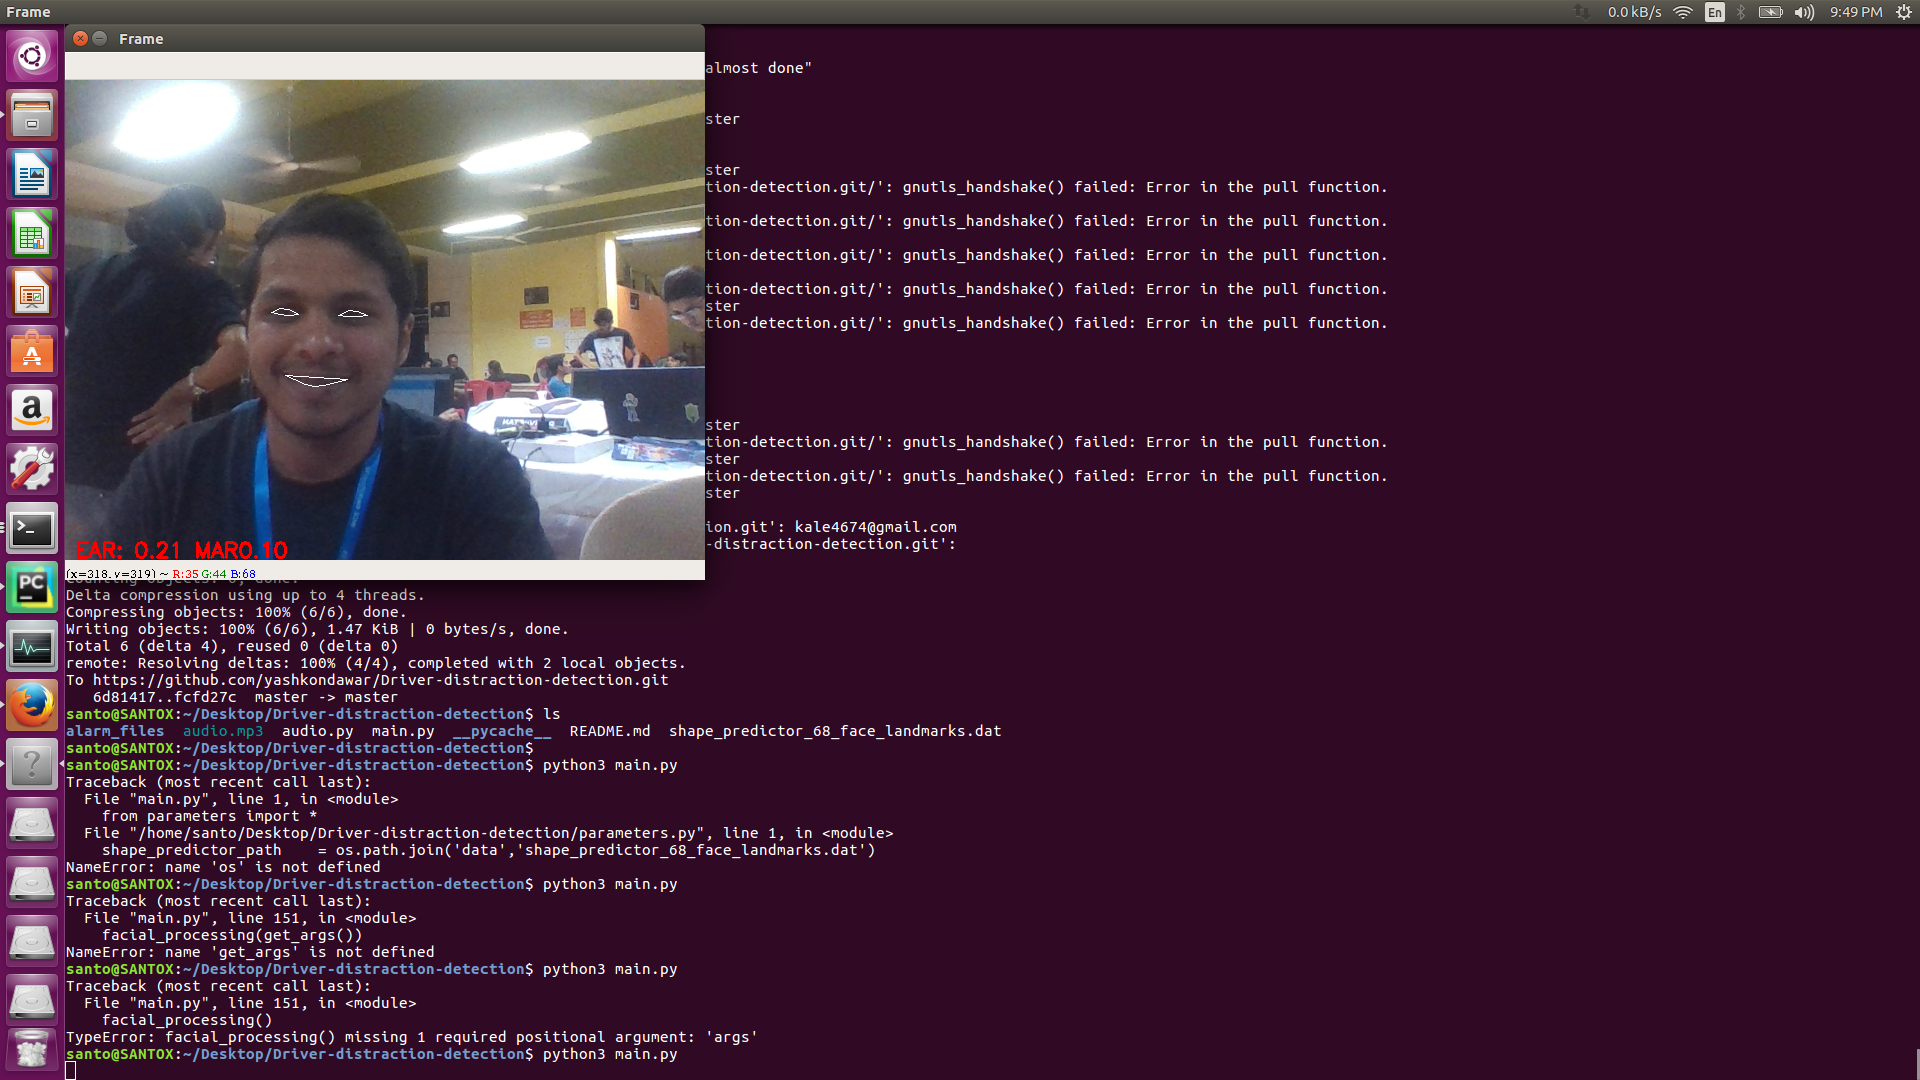 Frame
0.0 kB/s
En
9:49 PM
Frame
almost done"
ster
ster
tion-detection.git/': gnutls_handshake() failed: Error in the pull function.
tion-detection.git/': gnutls_handshake() failed: Error in the pull function.
tion-detection.git/': gnutls_handshake() failed: Error in the pull function.
tion-detection.git/': gnutls_handshake() failed: Error in the pull function.
ster
tion-detection.git/': gnutls_handshake() failed: Error in the pull function.
ster
tion-detection.git/': gnutls_handshake() failed: Error in the pull function.
ster
tion-detection.git/': gnutls_handshake() failed: Error in the pull function.
ster
ion.git': kale4674@gmail.com
-distraction-detection.git':
EAR: 0.21 MAR0.10
(x=318, y=319) ~ R:35 G:44 B:68
Counting objects: 6, done.
Delta compression using up to 4 threads.
Compressing objects: 100% (6/6), done.
Writing objects: 100% (6/6), 1.47 KiB | 0 bytes/s, done.
Total 6 (delta 4), reused 0 (delta 0)
remote: Resolving deltas: 100% (4/4), completed with 2 local objects.
To https://github.com/yashkondawar/Driver-distraction-detection.git
6d81417..fcfd27c master -> master
santo@SANTOX:~/Desktop/Driver-distraction-detection$ ls
alarm_files audio.mp3 audio.py main.py __pycache__ README.md shape_predictor_68_face_landmarks.dat
santo@SANTOX:~/Desktop/Driver-distraction-detection$
santo@SANTOX:~/Desktop/Driver-distraction-detection$ python3 main.py
Traceback (most recent call last):
File "main.py", line 1, in <module>
from parameters import *
File "/home/santo/Desktop/Driver-distraction-detection/parameters.py", line 1, in <module>
shape_predictor_path = os.path.join('data','shape_predictor_68_face_landmarks.dat')
NameError: name 'os' is not defined
santo@SANTOX:~/Desktop/Driver-distraction-detection$ python3 main.py
Traceback (most recent call last):
File "main.py", line 151, in <module>
facial_processing(get_args())
NameError: name 'get_args' is not defined
santo@SANTOX:~/Desktop/Driver-distraction-detection$ python3 main.py
Traceback (most recent call last):
File "main.py", line 151, in <module>
facial_processing()
TypeError: facial_processing() missing 1 required positional argument: 'args'
santo@SANTOX:~/Desktop/Driver-distraction-detection$ python3 main.py
a
PC